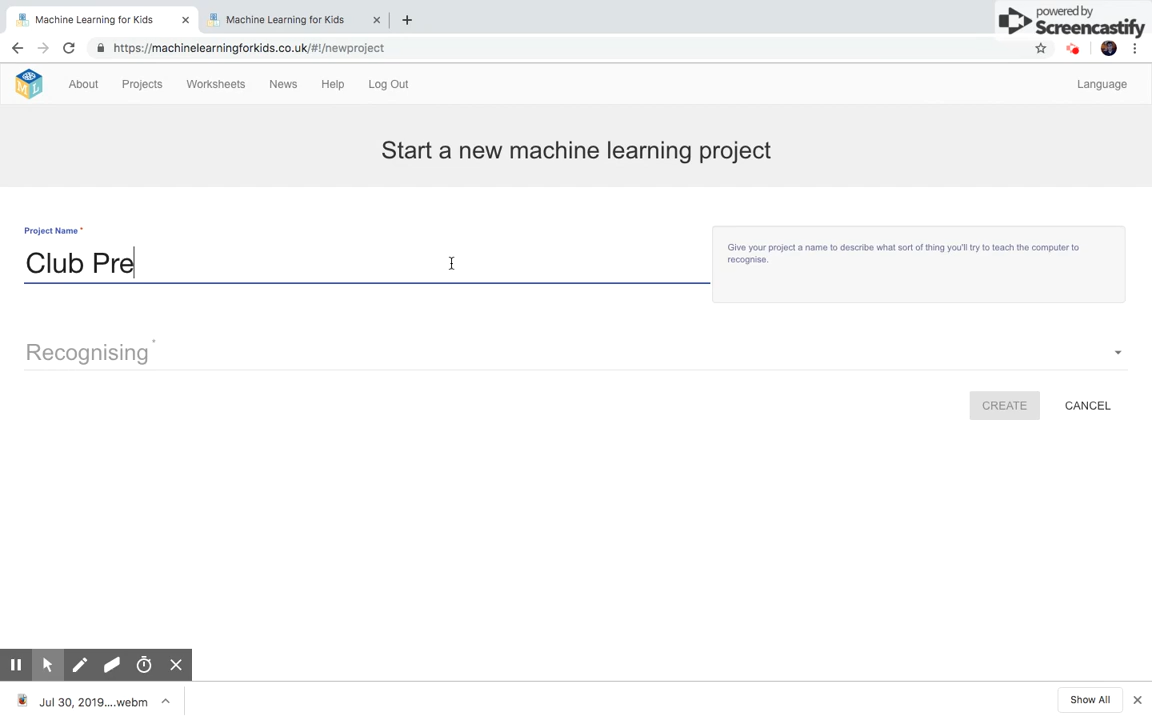 Machine Learning for Kids
Machine Learning for Kids
powered by
Screencastify
https://machinelearningforkids.co.uk/#!/newproject
ML
About Projects Worksheets News Help Log Out Language
Start a new machine learning project
Project Name *
Club Pre
Give your project a name to describe what sort of thing you'll try to teach the computer to
recognise.
Recognising *
CREATE CANCEL
Jul 30, 2019....webm
Show All